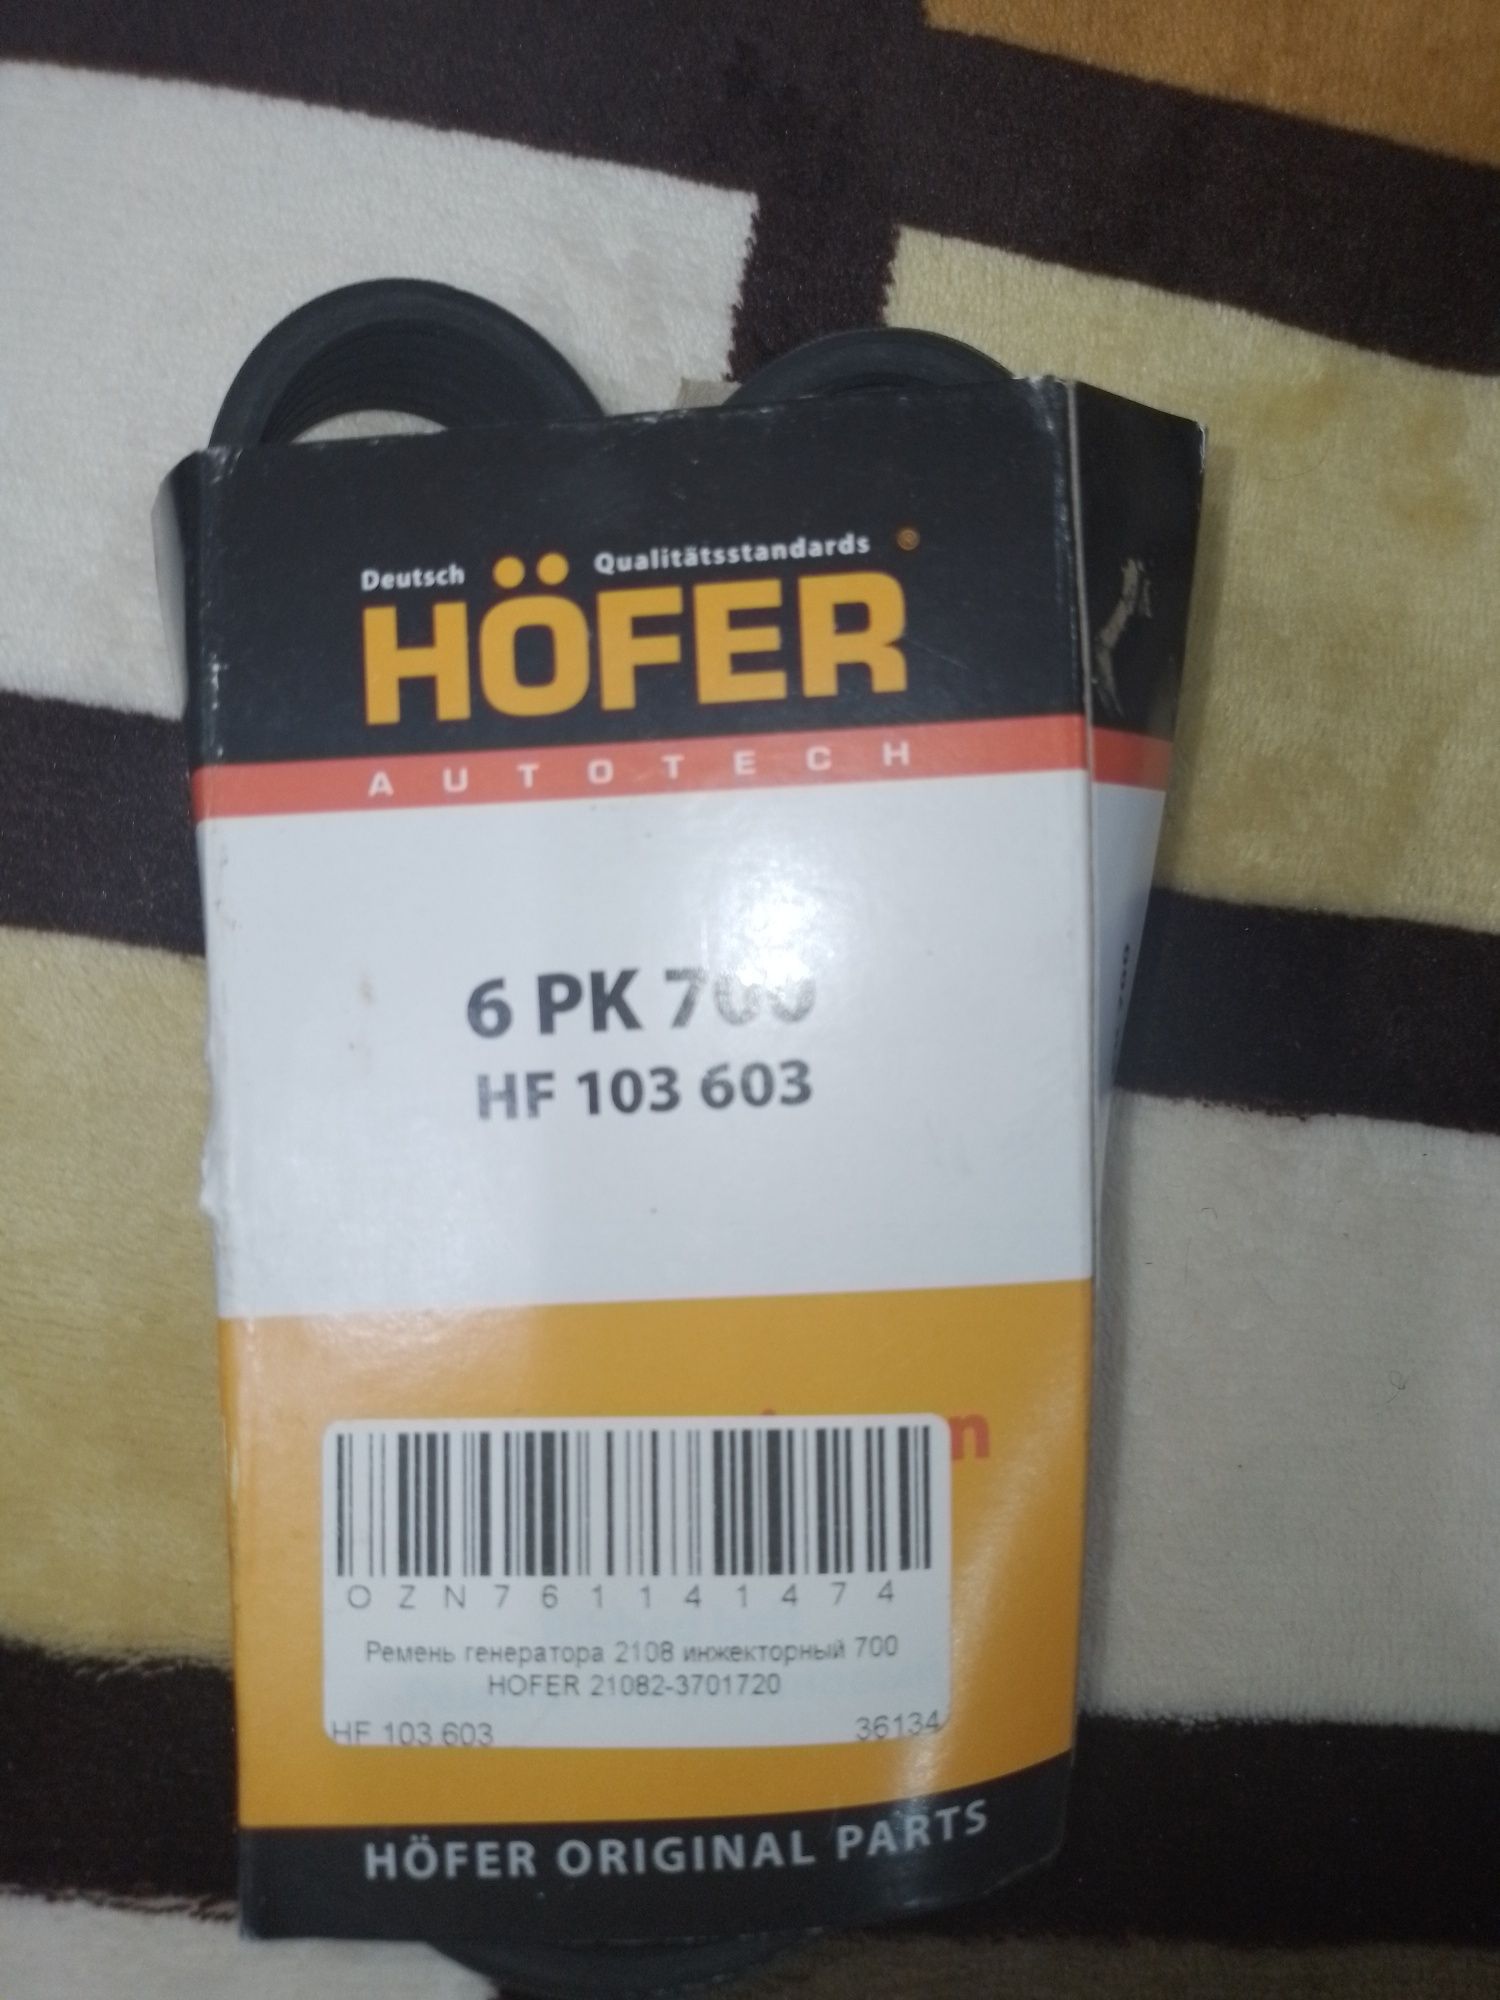 Deutsch Qualitätsstandards ®
HÖFER
AUTOTECH
6 PK 700
HF 103 603
OZN761141474
Ремень генератора 2108 инжекторный 700
HOFER 21082-3701720
HF 103 603 36134
HÖFER ORIGINAL PARTS